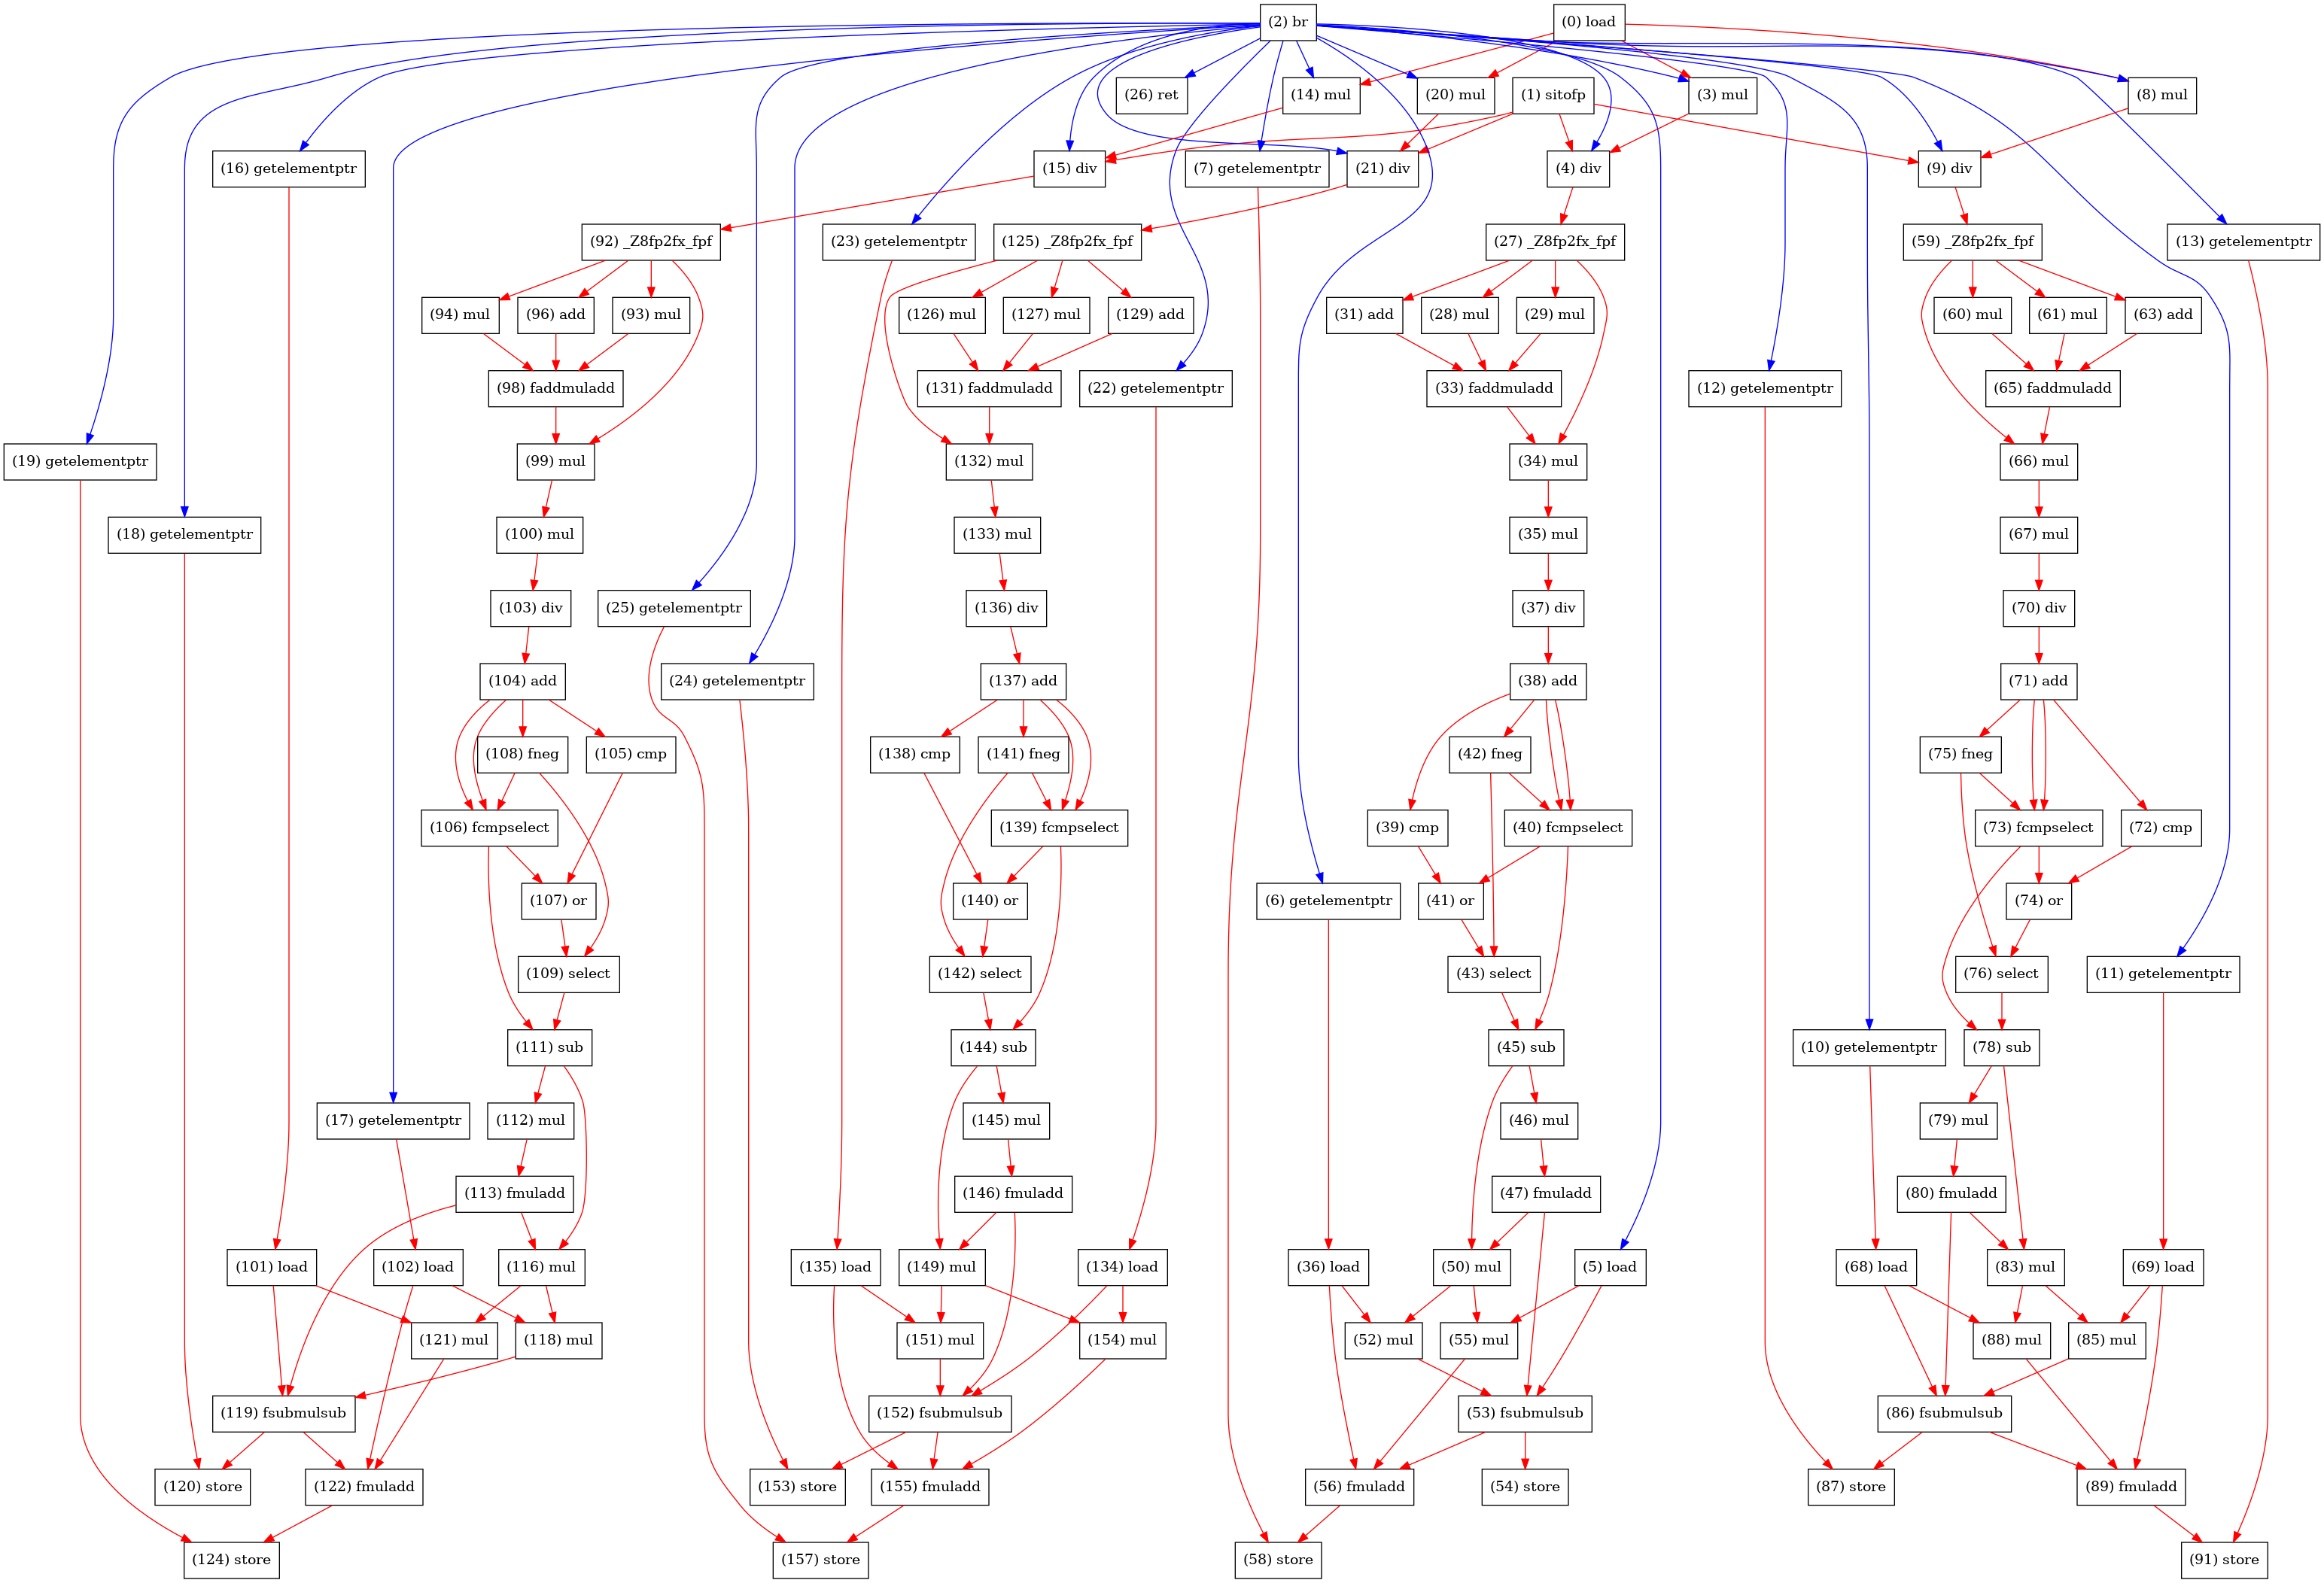 (2) br
(0) load
(26) ret
(14) mul
(20) mul
(1) sitofp
(3) mul
(8) mul
(16) getelementptr
(15) div
(7) getelementptr
(21) div
(4) div
(9) div
(92) _Z8fp2fx_fpf
(23) getelementptr
(125) _Z8fp2fx_fpf
(27) _Z8fp2fx_fpf
(59) _Z8fp2fx_fpf
(13) getelementptr
(94) mul
(96) add
(93) mul
(126) mul
(127) mul
(129) add
(31) add
(28) mul
(29) mul
(60) mul
(61) mul
(63) add
(98) faddmuladd
(131) faddmuladd
(22) getelementptr
(33) faddmuladd
(12) getelementptr
(65) faddmuladd
(19) getelementptr
(99) mul
(132) mul
(34) mul
(66) mul
(18) getelementptr
(100) mul
(133) mul
(35) mul
(67) mul
(103) div
(25) getelementptr
(136) div
(37) div
(70) div
(104) add
(24) getelementptr
(137) add
(38) add
(71) add
(108) fneg
(105) cmp
(138) cmp
(141) fneg
(42) fneg
(75) fneg
(106) fcmpselect
(139) fcmpselect
(39) cmp
(40) fcmpselect
(73) fcmpselect
(72) cmp
(107) or
(140) or
(6) getelementptr
(41) or
(74) or
(109) select
(142) select
(43) select
(76) select
(11) getelementptr
(111) sub
(144) sub
(45) sub
(10) getelementptr
(78) sub
(17) getelementptr
(112) mul
(145) mul
(46) mul
(79) mul
(113) fmuladd
(146) fmuladd
(47) fmuladd
(80) fmuladd
(101) load
(102) load
(116) mul
(135) load
(149) mul
(134) load
(36) load
(50) mul
(5) load
(68) load
(83) mul
(69) load
(121) mul
(118) mul
(151) mul
(154) mul
(52) mul
(55) mul
(88) mul
(85) mul
(119) fsubmulsub
(152) fsubmulsub
(53) fsubmulsub
(86) fsubmulsub
(120) store
(122) fmuladd
(153) store
(155) fmuladd
(56) fmuladd
(54) store
(87) store
(89) fmuladd
(124) store
(157) store
(58) store
(91) store